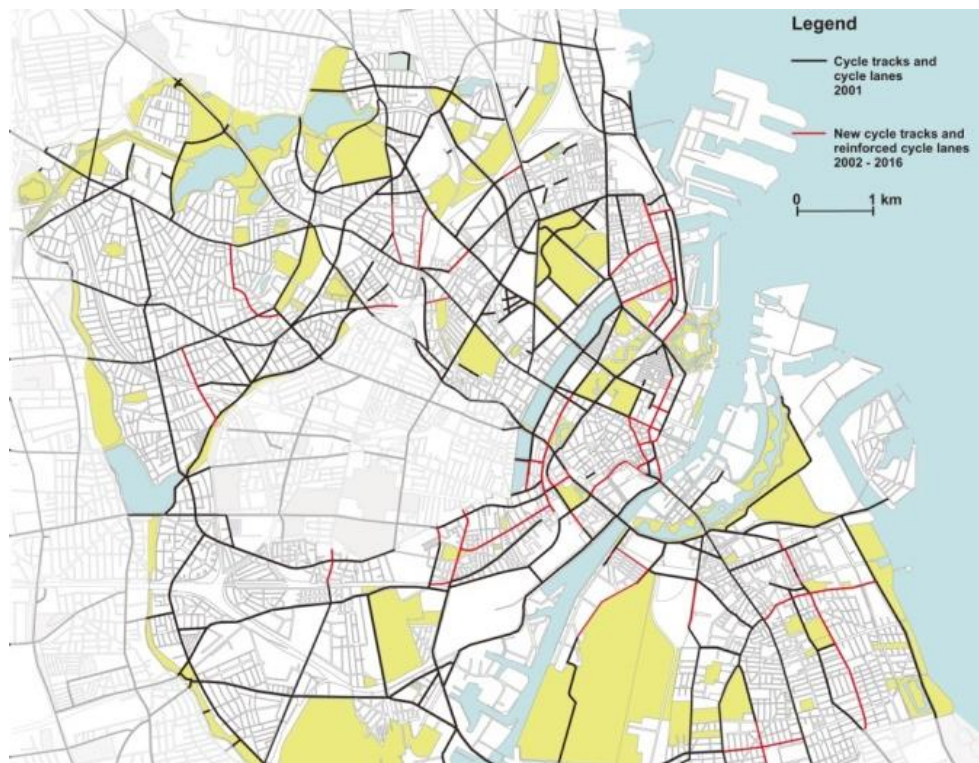 Legend
Cycle tracks and
cycle lanes
2001
New cycle tracks and
reinforced cycle lanes
2002 - 2016
0 1 km